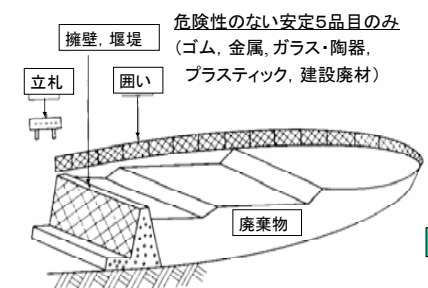 危険性のない安定５品目のみ
（ゴム，金属，ガラス・陶器，
プラスティック，建設廃材）
擁壁，堰堤
立札
囲い
廃棄物